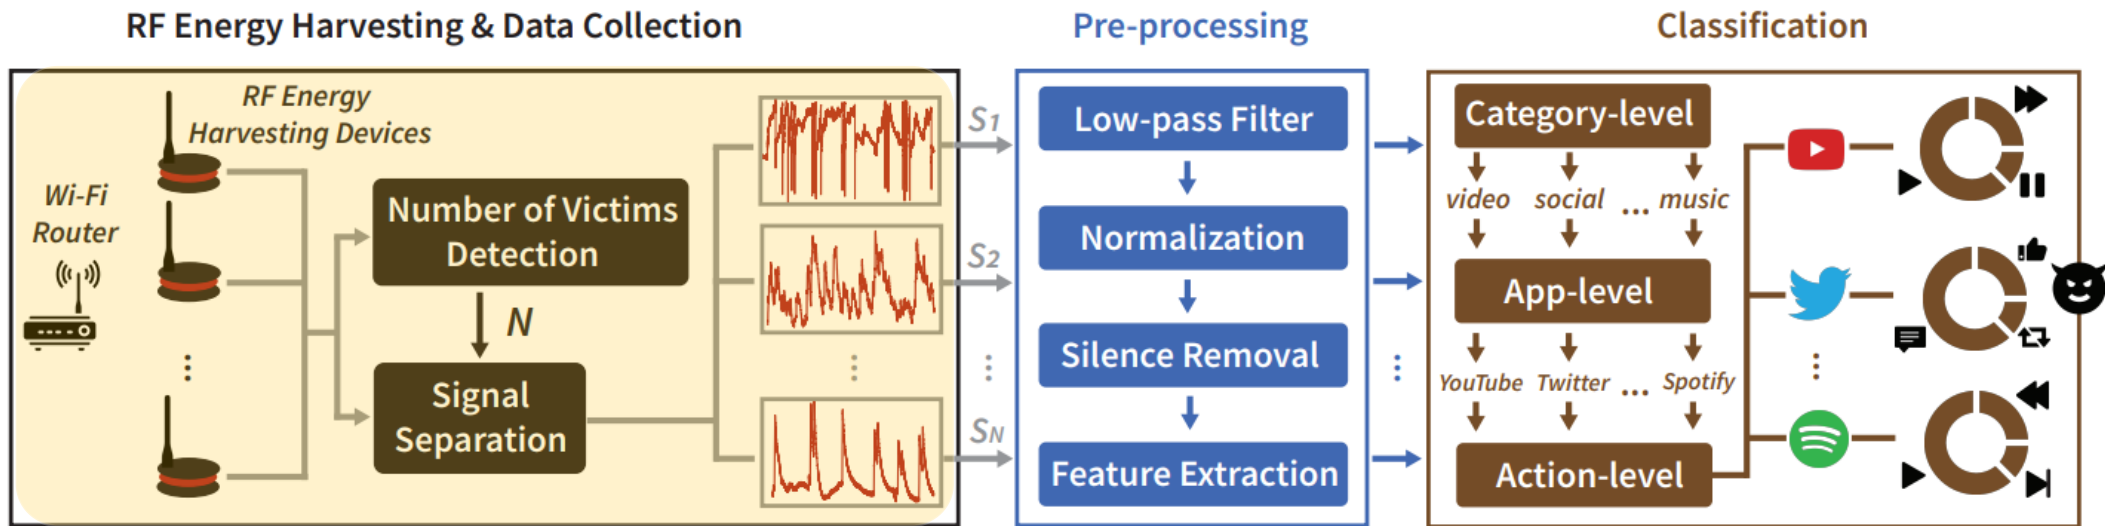 RF Energy Harvesting & Data Collection
Pre-processing
Classification
RF Energy
Harvesting Devices
Wi-Fi
Router
Number of Victims
Detection
N
Signal
Separation
S1
S2
SN
Low-pass Filter
Normalization
Silence Removal
Feature Extraction
Category-level
video social ... music
App-level
YouTube Twitter ... Spotify
Action-level